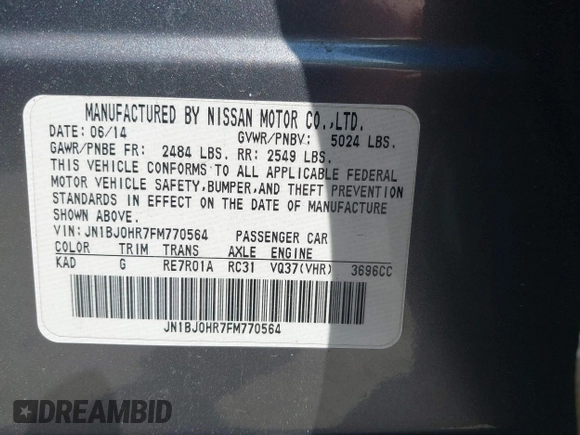 MANUFACTURED BY NISSAN MOTOR CO.,LTD.
DATE: 06/14 GVWR/PNBV: 5024 LBS.
GAWR/PNBE FR: 2484 LBS. RR: 2549 LBS.
THIS VEHICLE CONFORMS TO ALL APPLICABLE FEDERAL
MOTOR VEHICLE SAFETY,BUMPER,AND THEFT PREVENTION
STANDARDS IN EFFECT ON THE DATE OF MANUFACTURE
SHOWN ABOVE.
VIN:JN1BJ0HR7FM770564 PASSENGER CAR
COLOR TRIM TRANS AXLE ENGINE
KAD G RE7R01A RC31 VQ37(VHR) 3696CC
JN1BJ0HR7FM770564
DREAMBID